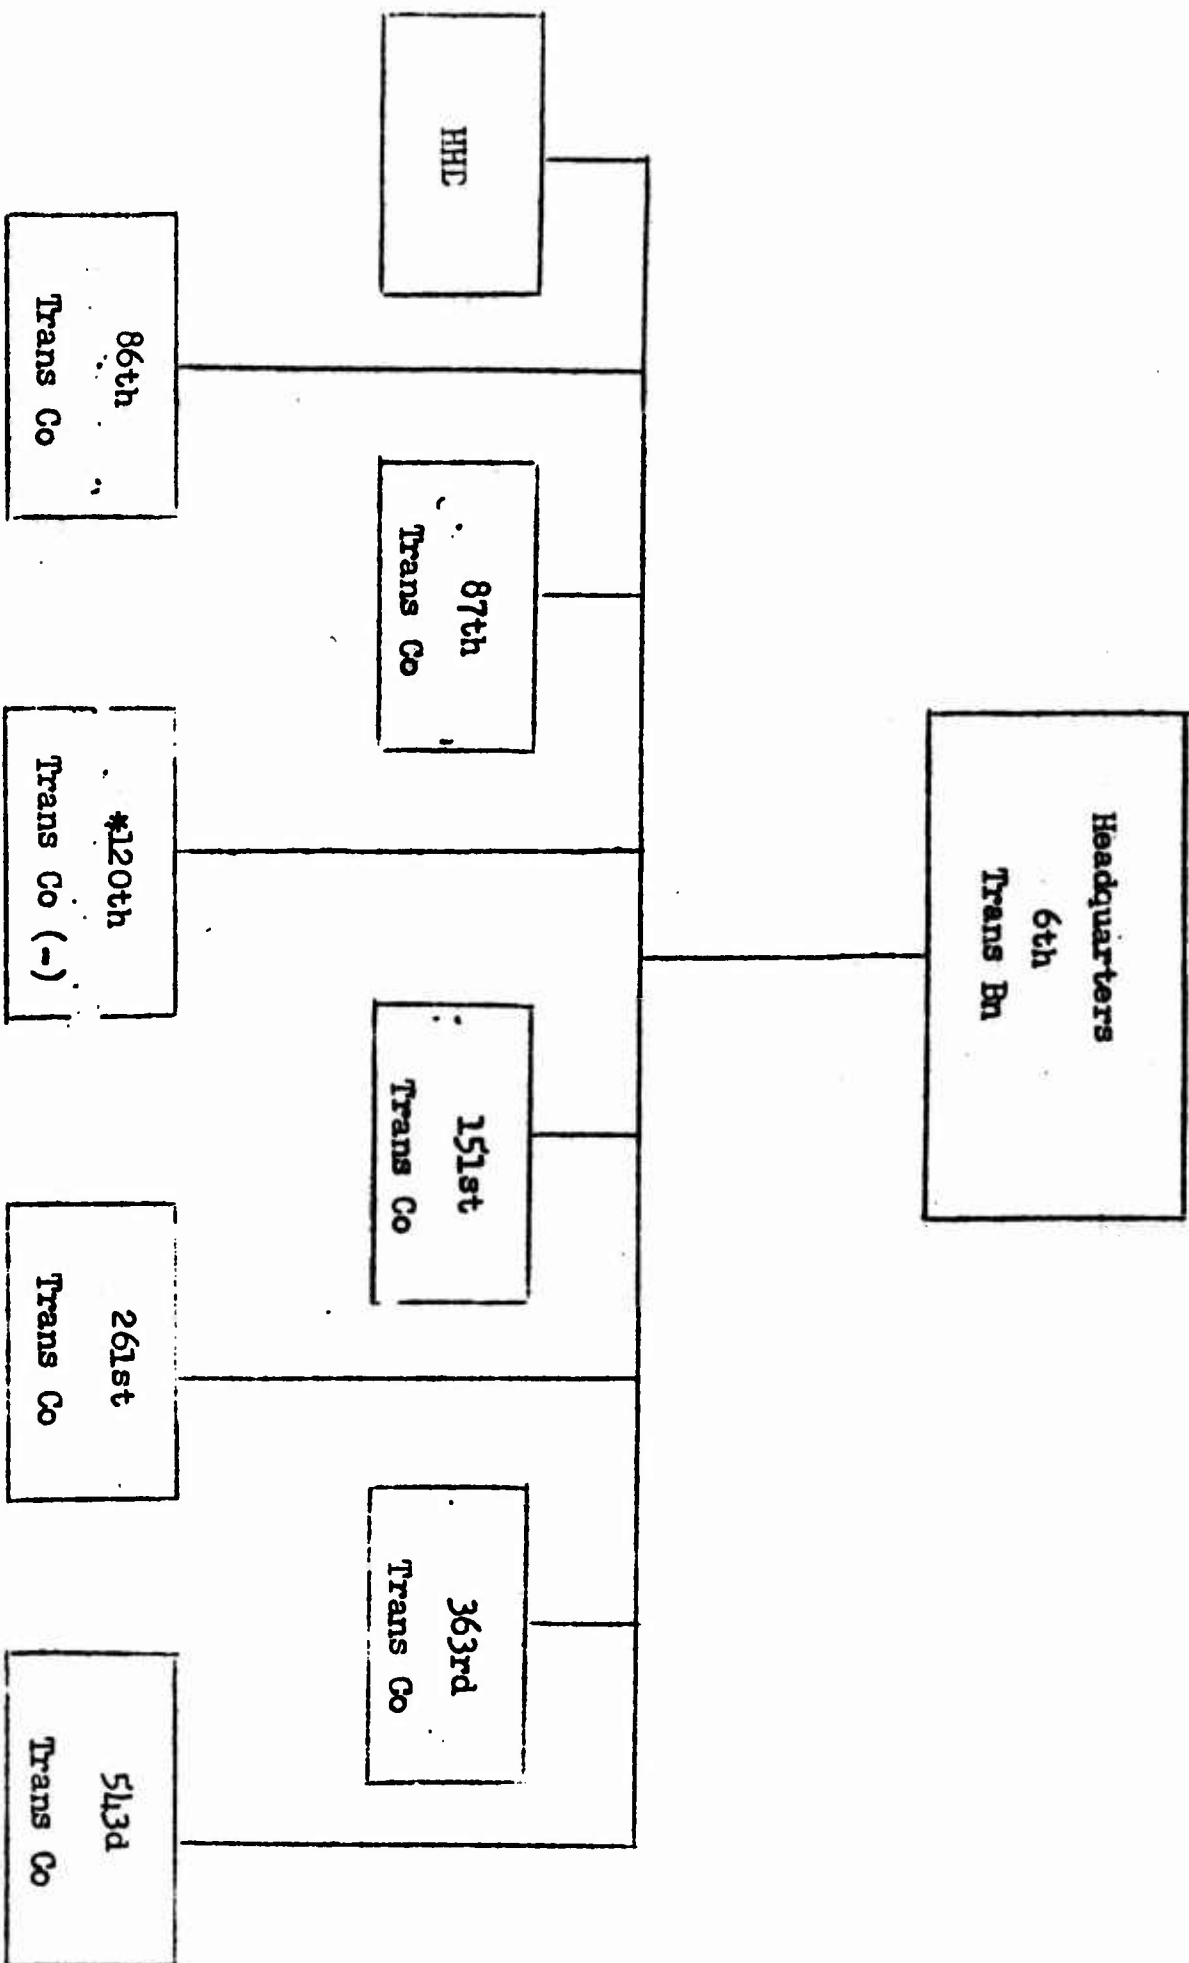 Headquarters
6th
Trans Bn
HHD
87th
Trans Co
151st
Trans Co
363rd
Trans Co
86th
Trans Co
*120th
Trans Co (-)
261st
Trans Co
543d
Trans Co